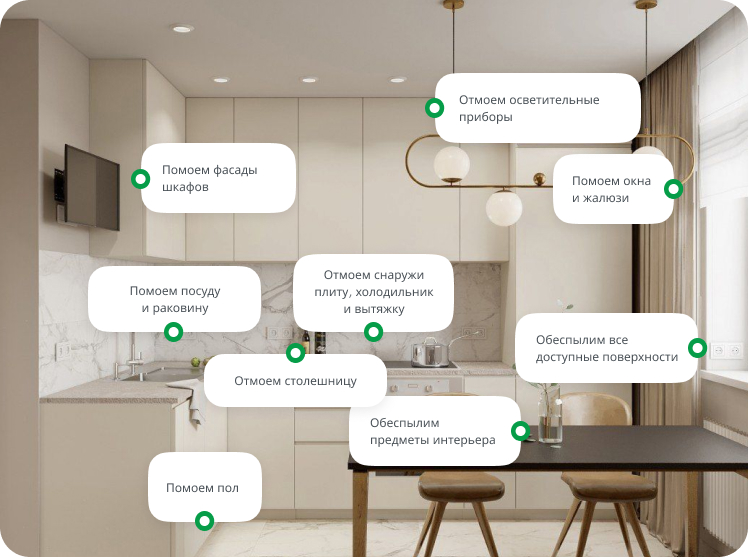 Отмоем осветительные
приборы
Помоем фасады
шкафов
Помоем окна
и жалюзи
Помоем посуду
и раковину
Отмоем снаружи
плиту, холодильник
и вытяжку
Обеспылим все
доступные поверхности
Отмоем столешницу
Обеспылим
предметы интерьера
Помоем пол